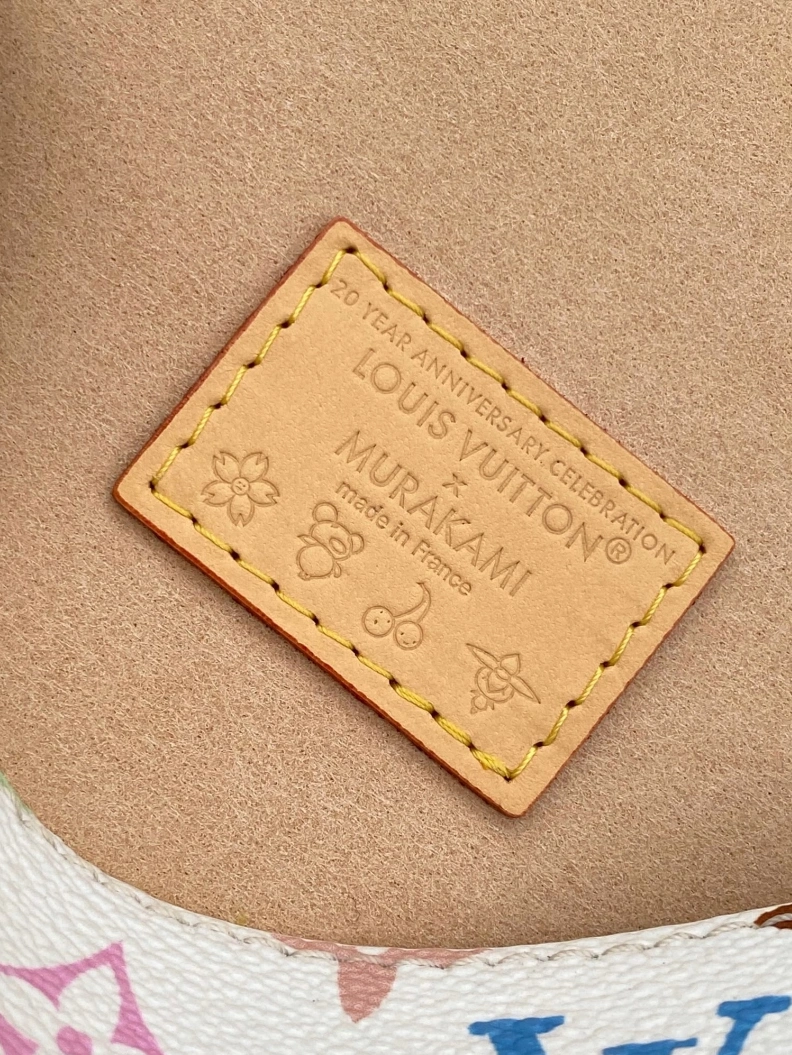 20 YEAR ANNIVERSARY CELEBRATION
LOUIS VUITTON®
x
MURAKAMI
made in France